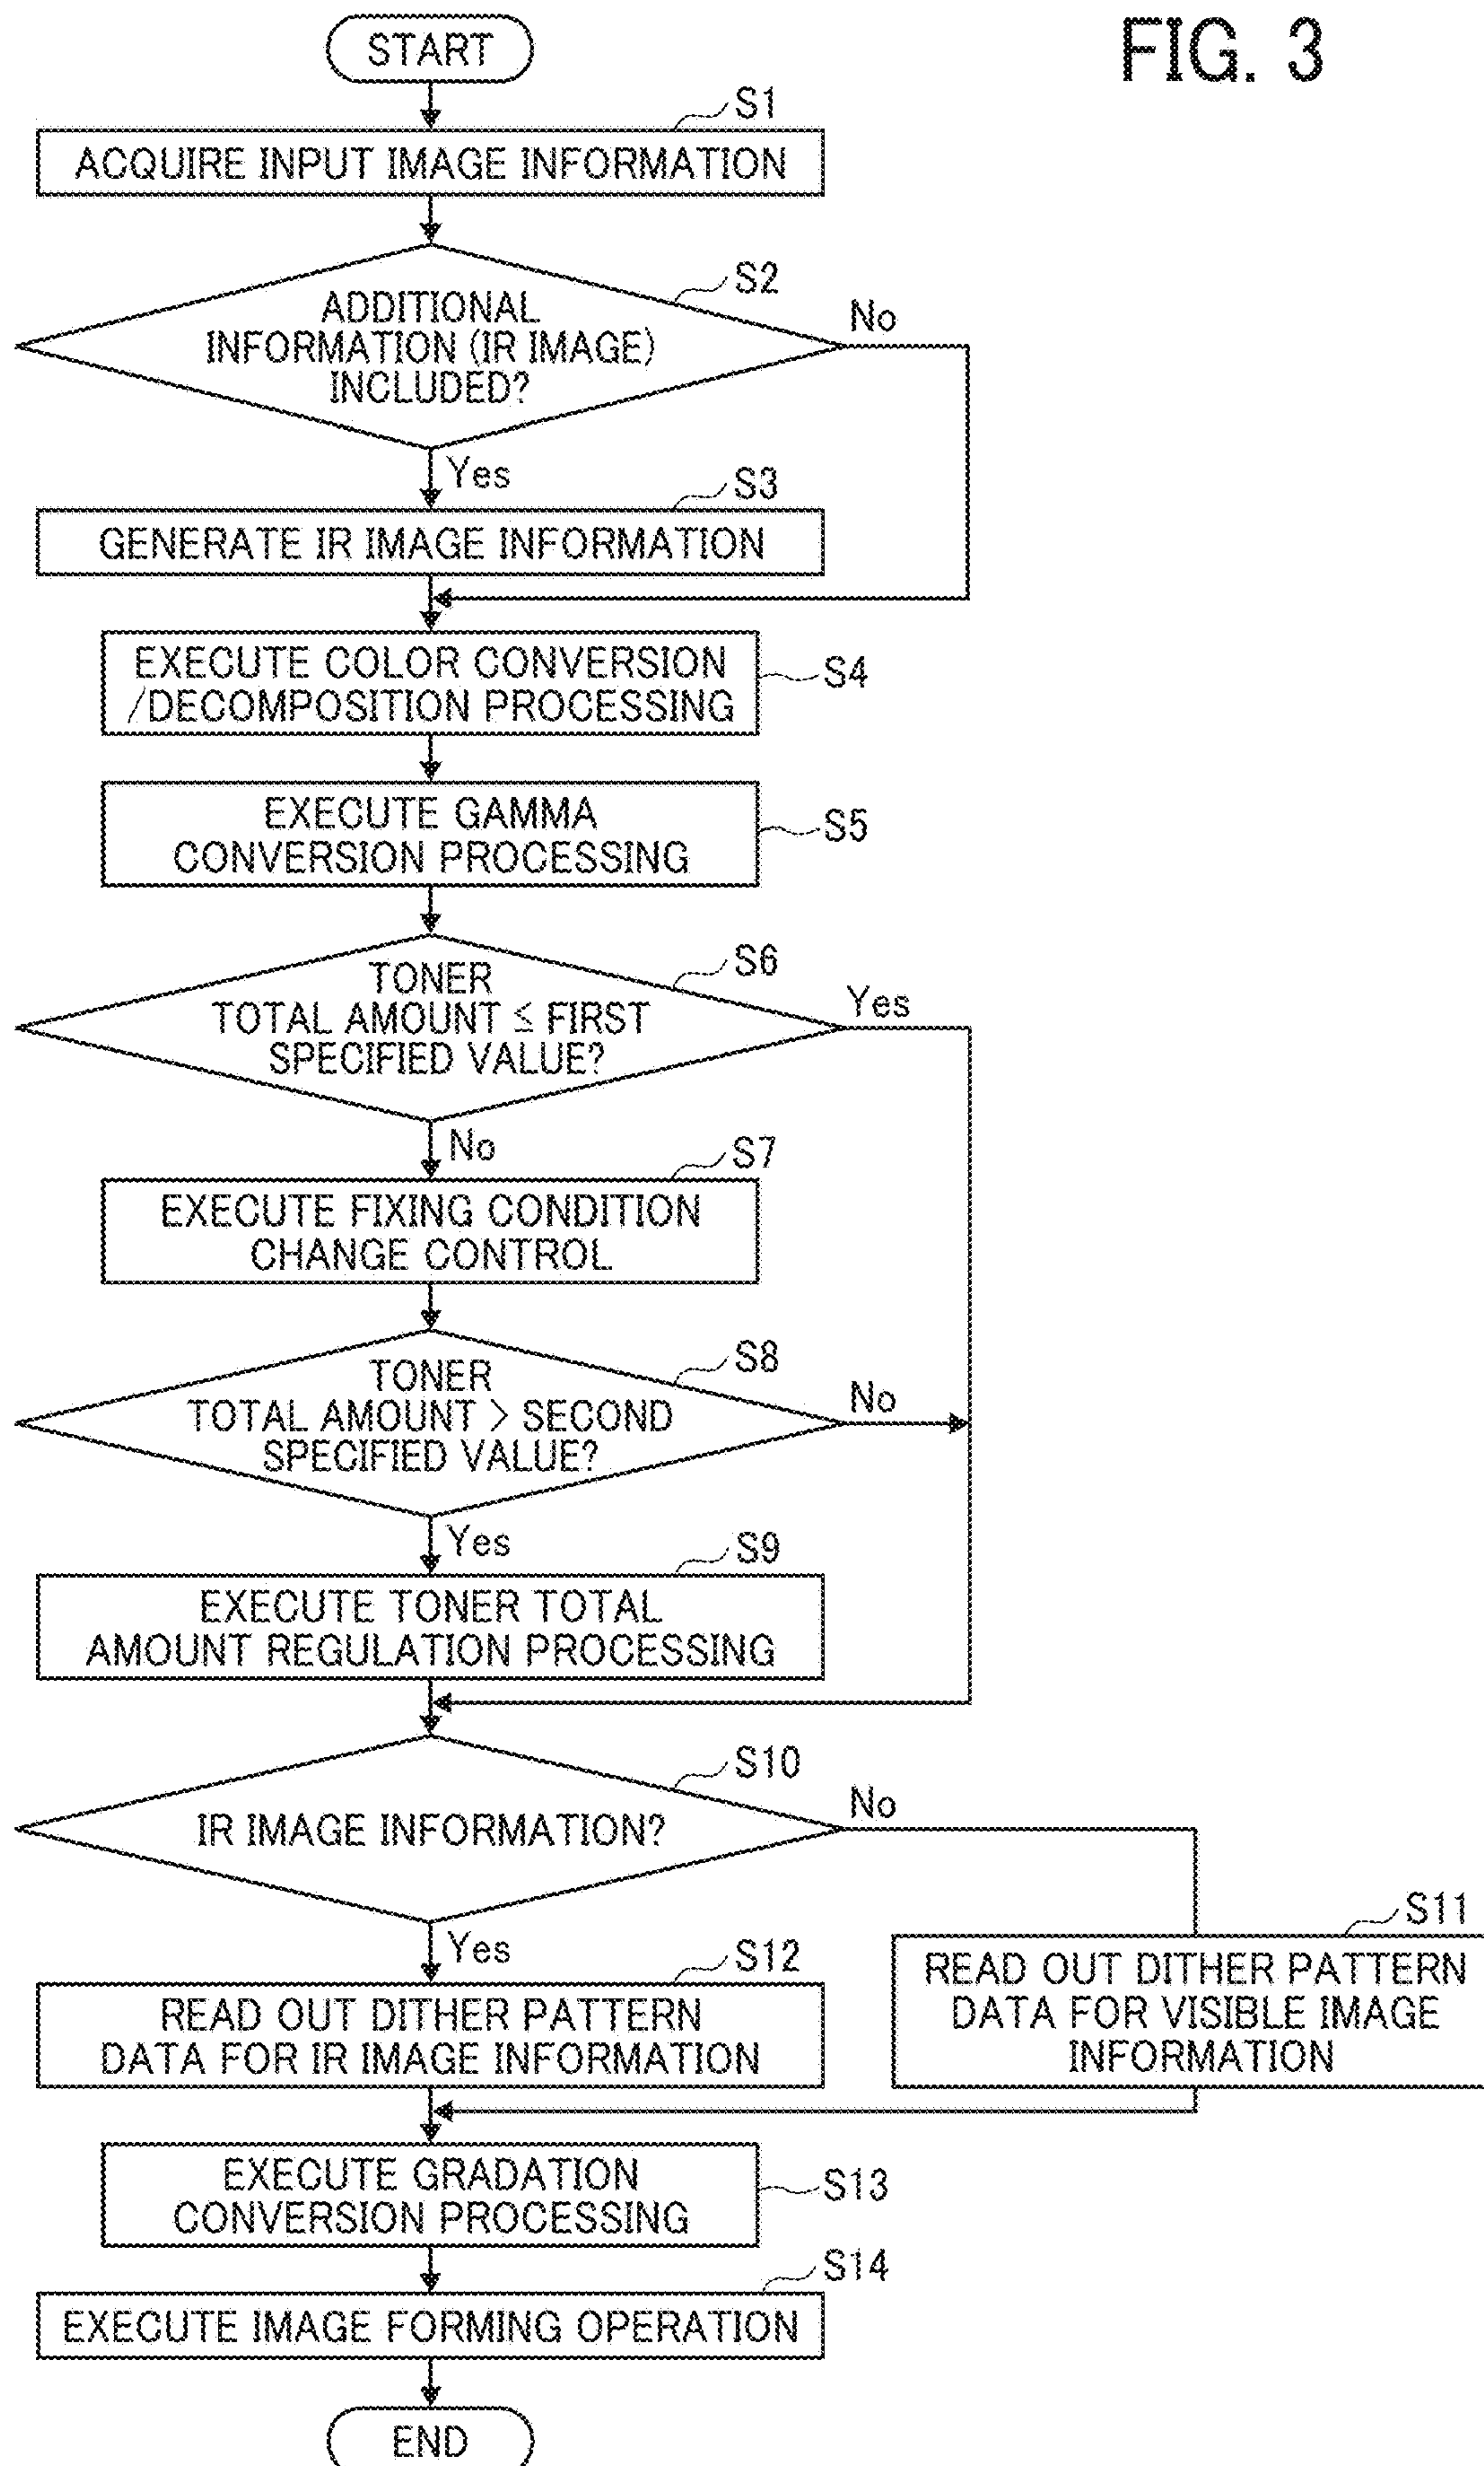 FIG. 3
START
S1
ACQUIRE INPUT IMAGE INFORMATION
S2
ADDITIONAL
INFORMATION (IR IMAGE)
INCLUDED?
No
Yes
S3
GENERATE IR IMAGE INFORMATION
EXECUTE COLOR CONVERSION
/DECOMPOSITION PROCESSING
S4
EXECUTE GAMMA
CONVERSION PROCESSING
S5
S6
TONER
TOTAL AMOUNT ≤ FIRST
SPECIFIED VALUE?
Yes
No
S7
EXECUTE FIXING CONDITION
CHANGE CONTROL
S8
TONER
TOTAL AMOUNT > SECOND
SPECIFIED VALUE?
No
Yes
S9
EXECUTE TONER TOTAL
AMOUNT REGULATION PROCESSING
S10
IR IMAGE INFORMATION?
No
Yes
S11
READ OUT DITHER PATTERN
DATA FOR VISIBLE IMAGE
INFORMATION
S12
READ OUT DITHER PATTERN
DATA FOR IR IMAGE INFORMATION
EXECUTE GRADATION
CONVERSION PROCESSING
S13
S14
EXECUTE IMAGE FORMING OPERATION
END